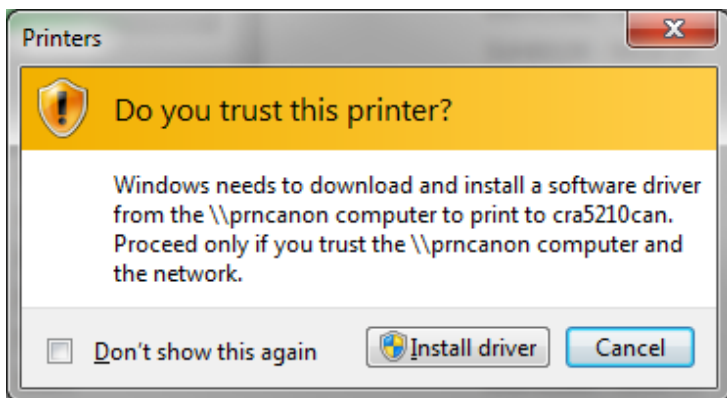 Printers
Do you trust this printer?
Windows needs to download and install a software driver
from the \\prncanon computer to print to cra5210can.
Proceed only if you trust the \\prncanon computer and
the network.
Don't show this again
Install driver
Cancel